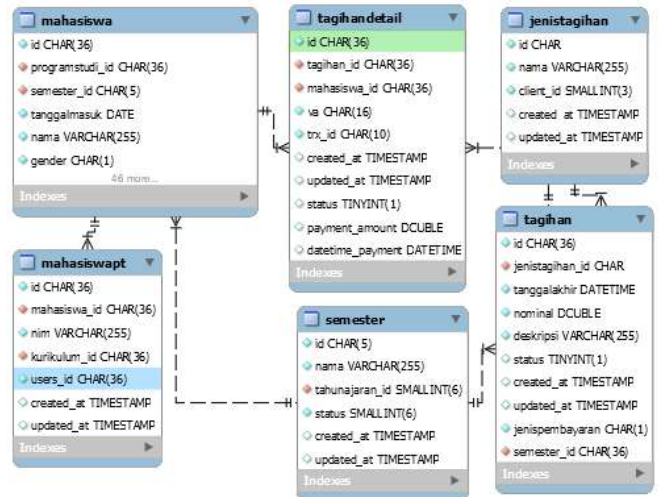 mahasiswa
id CHAR(36)
programstudi_id CHAR(36)
semester_id CHAR(5)
tanggalmasuk DATE
nama VARCHAR(255)
gender CHAR(1)
46 more...
Indexes
tagihandetail
id CHAR(36)
tagihan_id CHAR(36)
mahasiswa_id CHAR(36)
va CHAR(16)
trx_id CHAR(10)
created_at TIMESTAMP
updated_at TIMESTAMP
status TINYINT(1)
payment_amount DOUBLE
datetime_payment DATETIME
Indexes
jenistagihan
id CHAR
nama VARCHAR(255)
client_id SMALLINT(3)
created_at TIMESTAMP
updated_at TIMESTAMP
Indexes
mahasiswapt
id CHAR(36)
mahasiswa_id CHAR(36)
nim VARCHAR(255)
kurikulum_id CHAR(36)
users_id CHAR(36)
created_at TIMESTAMP
updated_at TIMESTAMP
Indexes
semester
id CHAR(5)
nama VARCHAR(255)
tahunajaran_id SMALLINT(6)
status SMALLINT(6)
created_at TIMESTAMP
updated_at TIMESTAMP
Indexes
tagihan
id CHAR(36)
jenistagihan_id CHAR
tanggalakhir DATETIME
nominal DOUBLE
deskripsi VARCHAR(255)
status TINYINT(1)
created_at TIMESTAMP
updated_at TIMESTAMP
jenispembayaran CHAR(1)
semester_id CHAR(36)
Indexes